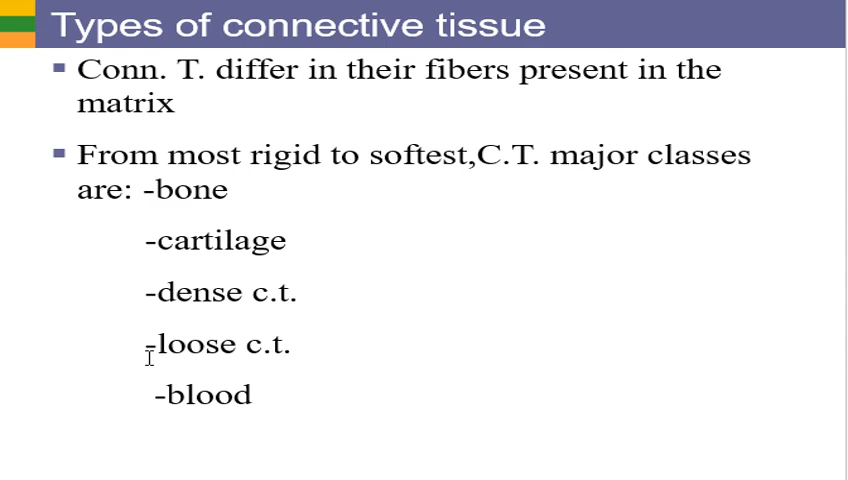 Types of connective tissue
Conn. T. differ in their fibers present in the
matrix
From most rigid to softest,C.T. major classes
are: -bone
-cartilage
-dense c.t.
-loose c.t.
-blood